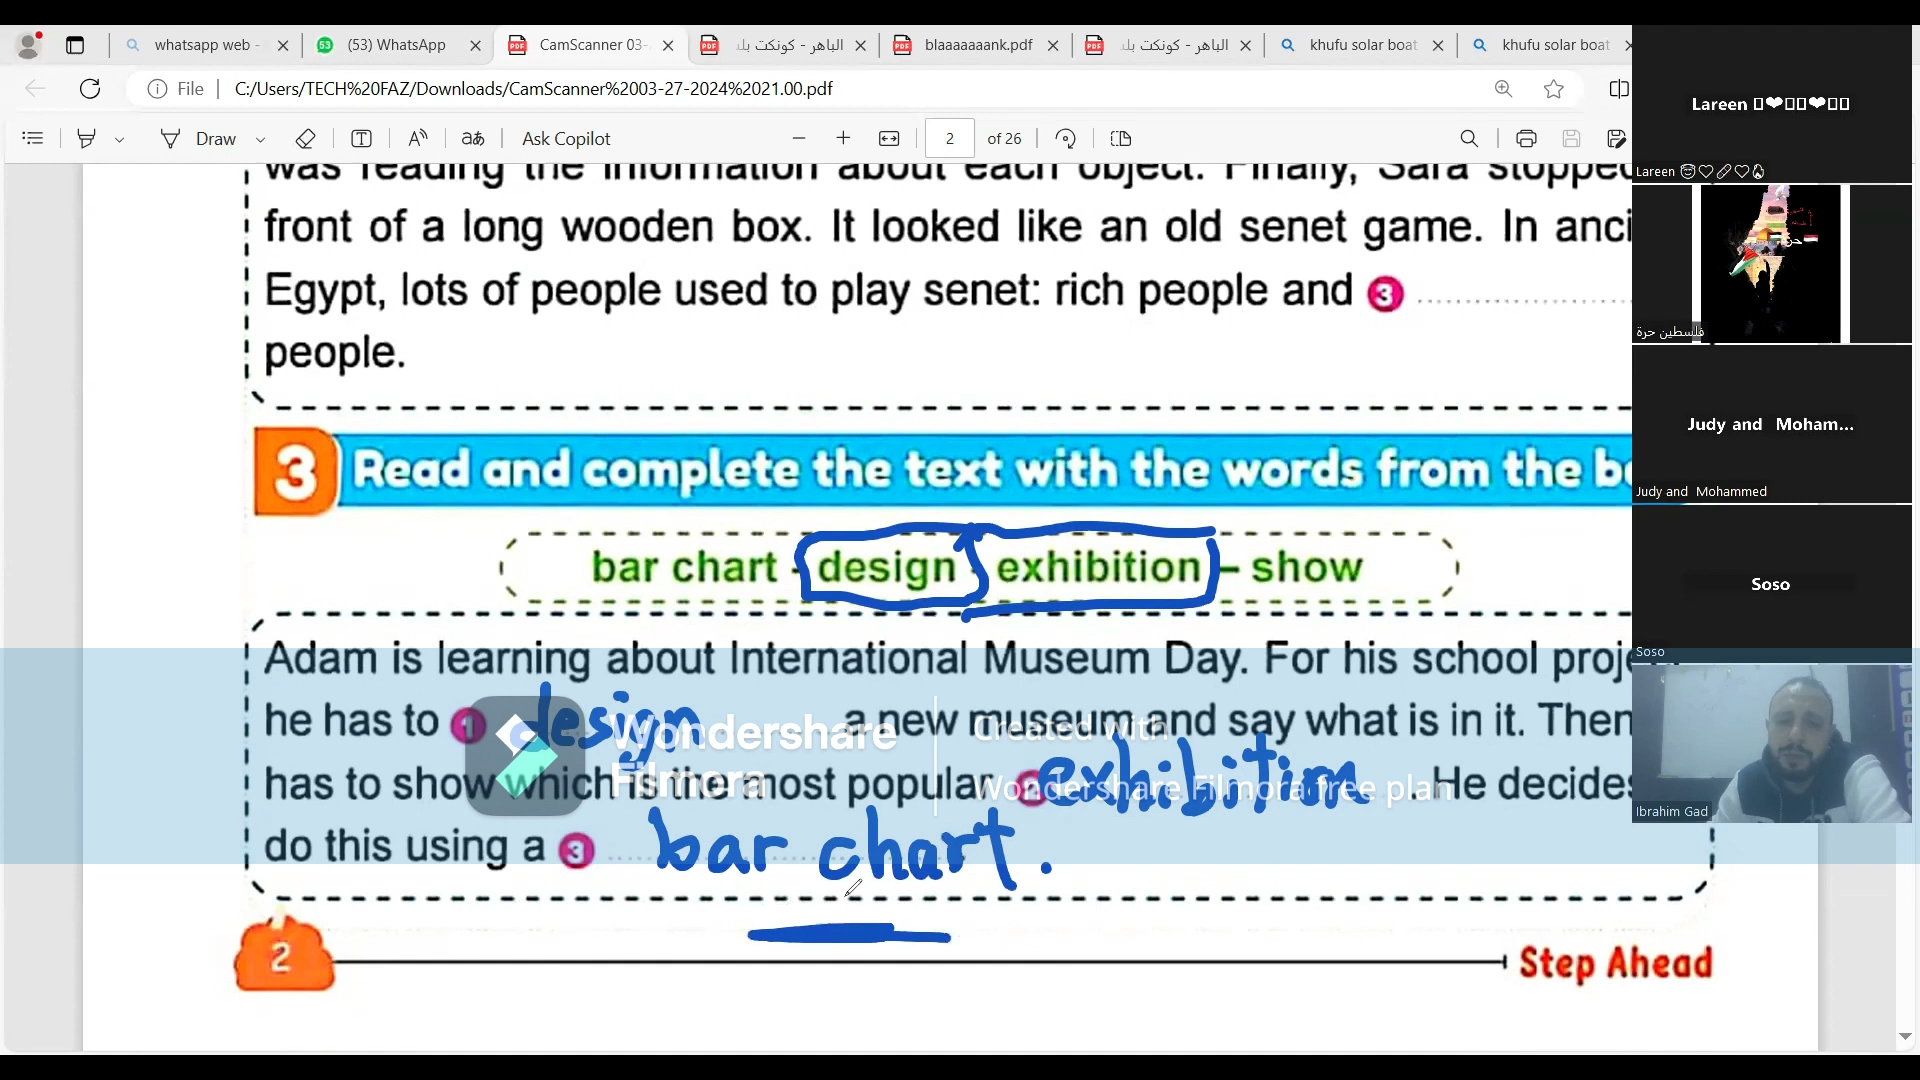 whatsapp web -
(53) WhatsApp
CamScanner 03-
الباهر - كونكت بل
blaaaaaaank.pdf
الباهر - كونكت بل
khufu solar boat
khufu solar boat
File
C:/Users/TECH%20FAZ/Downloads/CamScanner%2003-27-2024%2021.00.pdf
Draw
Ask Copilot
2 of 26
was reading the information about each object. Finally, Sara stopped
front of a long wooden box. It looked like an old senet game. In anci
Egypt, lots of people used to play senet: rich people and 3
people.
3 Read and complete the text with the words from the b
bar chart - design - exhibition – show
Adam is learning about International Museum Day. For his school proje
he has to 1 design a new museum and say what is in it. Then
has to show which is the most popular 2 exhibition. He decides
do this using a 3 bar chart.
Wondershare
Filmora
Created with
Wondershare Filmora free plan
2
Step Ahead
Lareen
Lareen
فلسطين حرة
Judy and Moham...
Judy and Mohammed
Soso
Soso
Ibrahim Gad